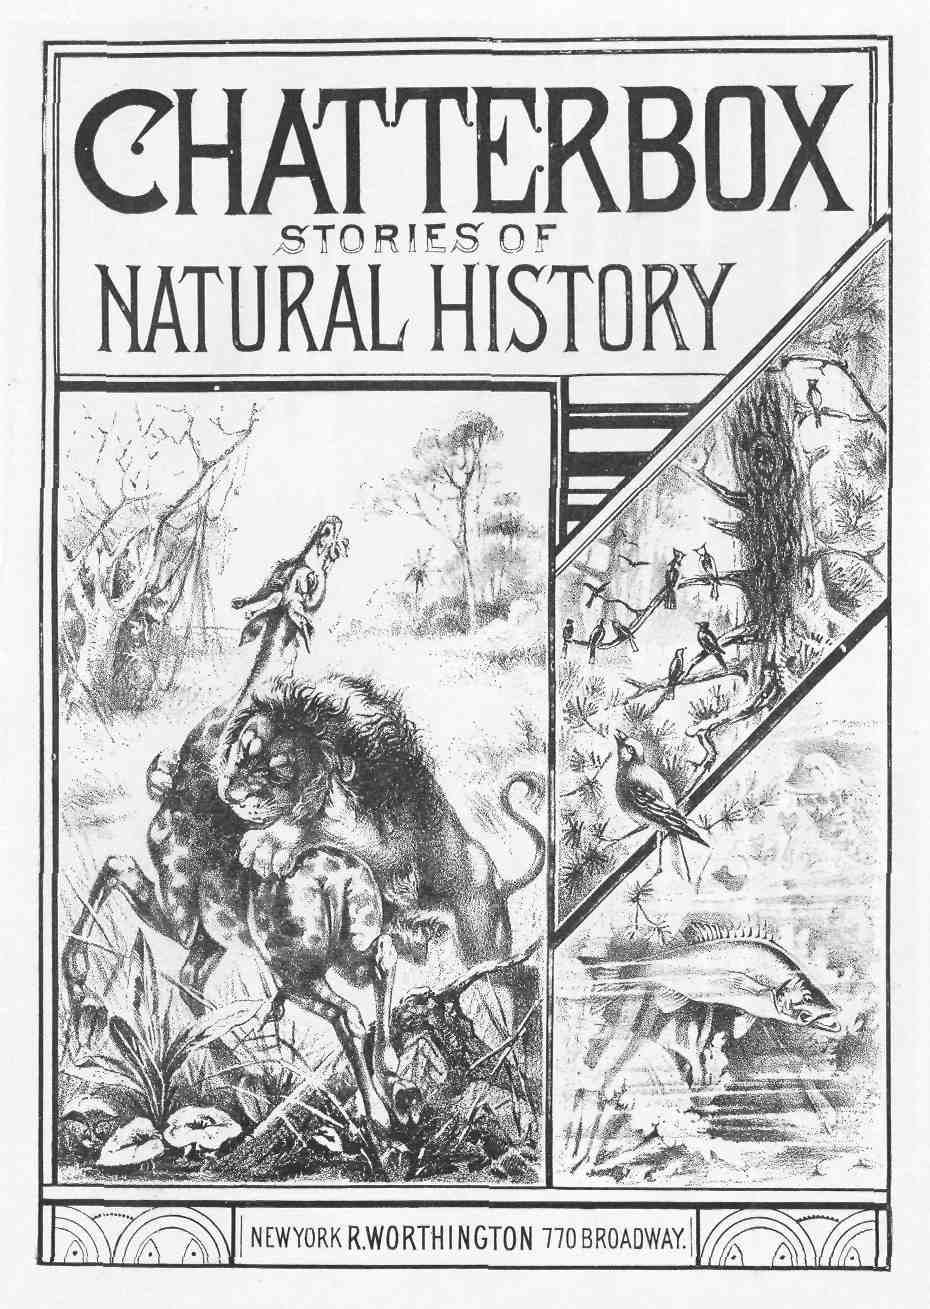 CHATTERBOX
STORIES OF
NATURAL HISTORY
NEW YORK R. WORTHINGTON 770 BROADWAY.